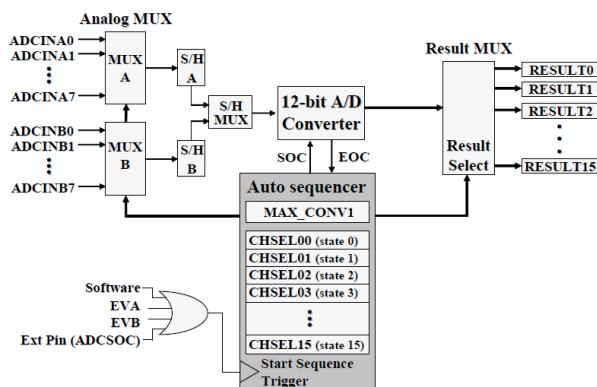 Analog MUX
ADCINA0
ADCINA1
ADCINA7
MUX
A
S/H
A
ADCINB0
ADCINB1
ADCINB7
MUX
B
S/H
B
S/H
MUX
12-bit A/D
Converter
SOC
EOC
Result MUX
Result
Select
RESULT0
RESULT1
RESULT2
RESULT15
Auto sequencer
MAX_CONV1
CHSEL00 (state 0)
CHSEL01 (state 1)
CHSEL02 (state 2)
CHSEL03 (state 3)
CHSEL15 (state 15)
Start Sequence
Trigger
Software
EVA
EVB
Ext Pin (ADCSOC)